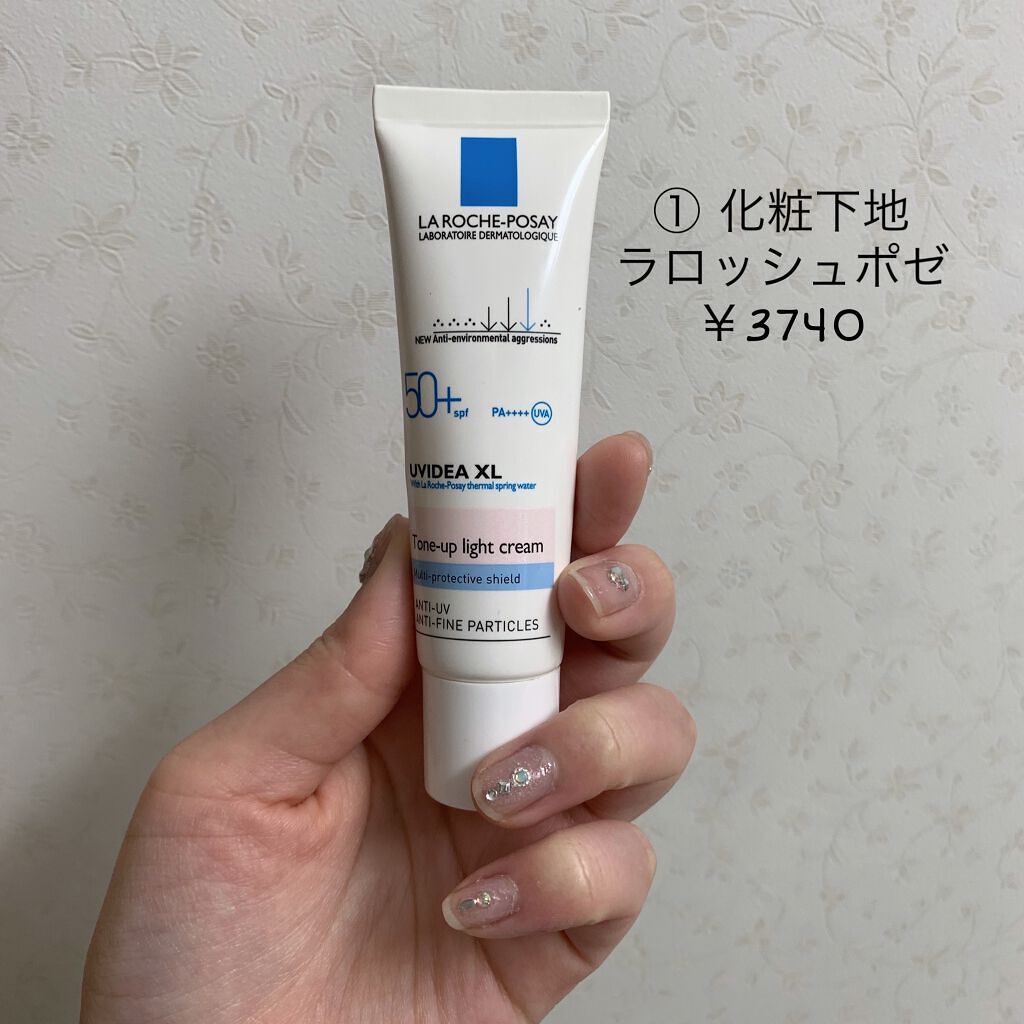 LA ROCHE-POSAY
LABORATOIRE DERMATOLOGIQUE
NEW Anti-environmental aggressions
50+ spf PA++++ UVA
UVIDEA XL
With La Roche-Posay thermal spring water
Tone-up light cream
Multi-protective shield
ANTI-UV
ANTI-FINE PARTICLES
① 化粧下地
ラロッシュポゼ
￥3740